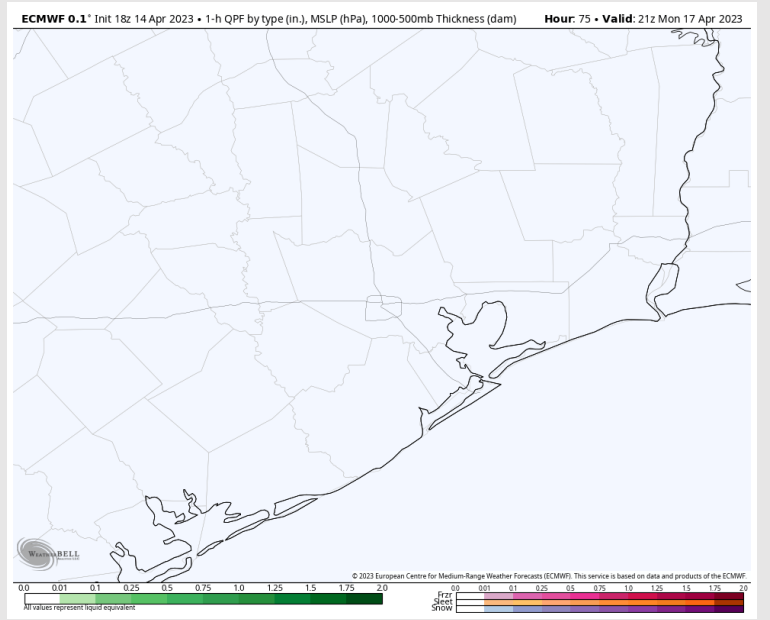 ECMWF 0.1° Init 18z 14 Apr 2023 • 1-h QPF by type (in.), MSLP (hPa), 1000-500mb Thickness (dam) Hour: 75 • Valid: 21z Mon 17 Apr 2023
WEATHERBELL
© 2023 European Centre for Medium-Range Weather Forecasts (ECMWF). This service is based on data and products of the ECMWF.
0.0 0.01 0.1 0.25 0.5 0.75 1.0 1.25 1.5 1.75 2.0
All values represent liquid equivalent
0.0 0.01 0.1 0.25 0.5 0.75 1.0 1.25 1.5 1.75 2.0
Frzr
Sleet
Snow